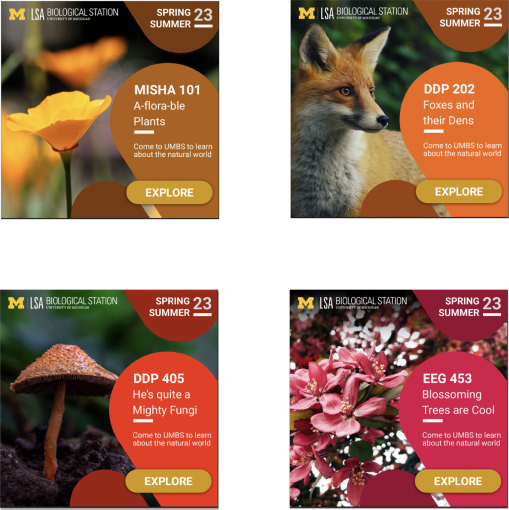 M LSA BIOLOGICAL STATION
UNIVERSITY OF MICHIGAN
SPRING
SUMMER 23
MISHA 101
A-flora-ble
Plants
Come to UMBS to learn
about the natural world
EXPLORE
M LSA BIOLOGICAL STATION
UNIVERSITY OF MICHIGAN
SPRING
SUMMER 23
DDP 202
Foxes and
their Dens
Come to UMBS to learn
about the natural world
EXPLORE
M LSA BIOLOGICAL STATION
UNIVERSITY OF MICHIGAN
SPRING
SUMMER 23
DDP 405
He's quite a
Mighty Fungi
Come to UMBS to learn
about the natural world
EXPLORE
M LSA BIOLOGICAL STATION
UNIVERSITY OF MICHIGAN
SPRING
SUMMER 23
EEG 453
Blossoming
Trees are Cool
Come to UMBS to learn
about the natural world
EXPLORE